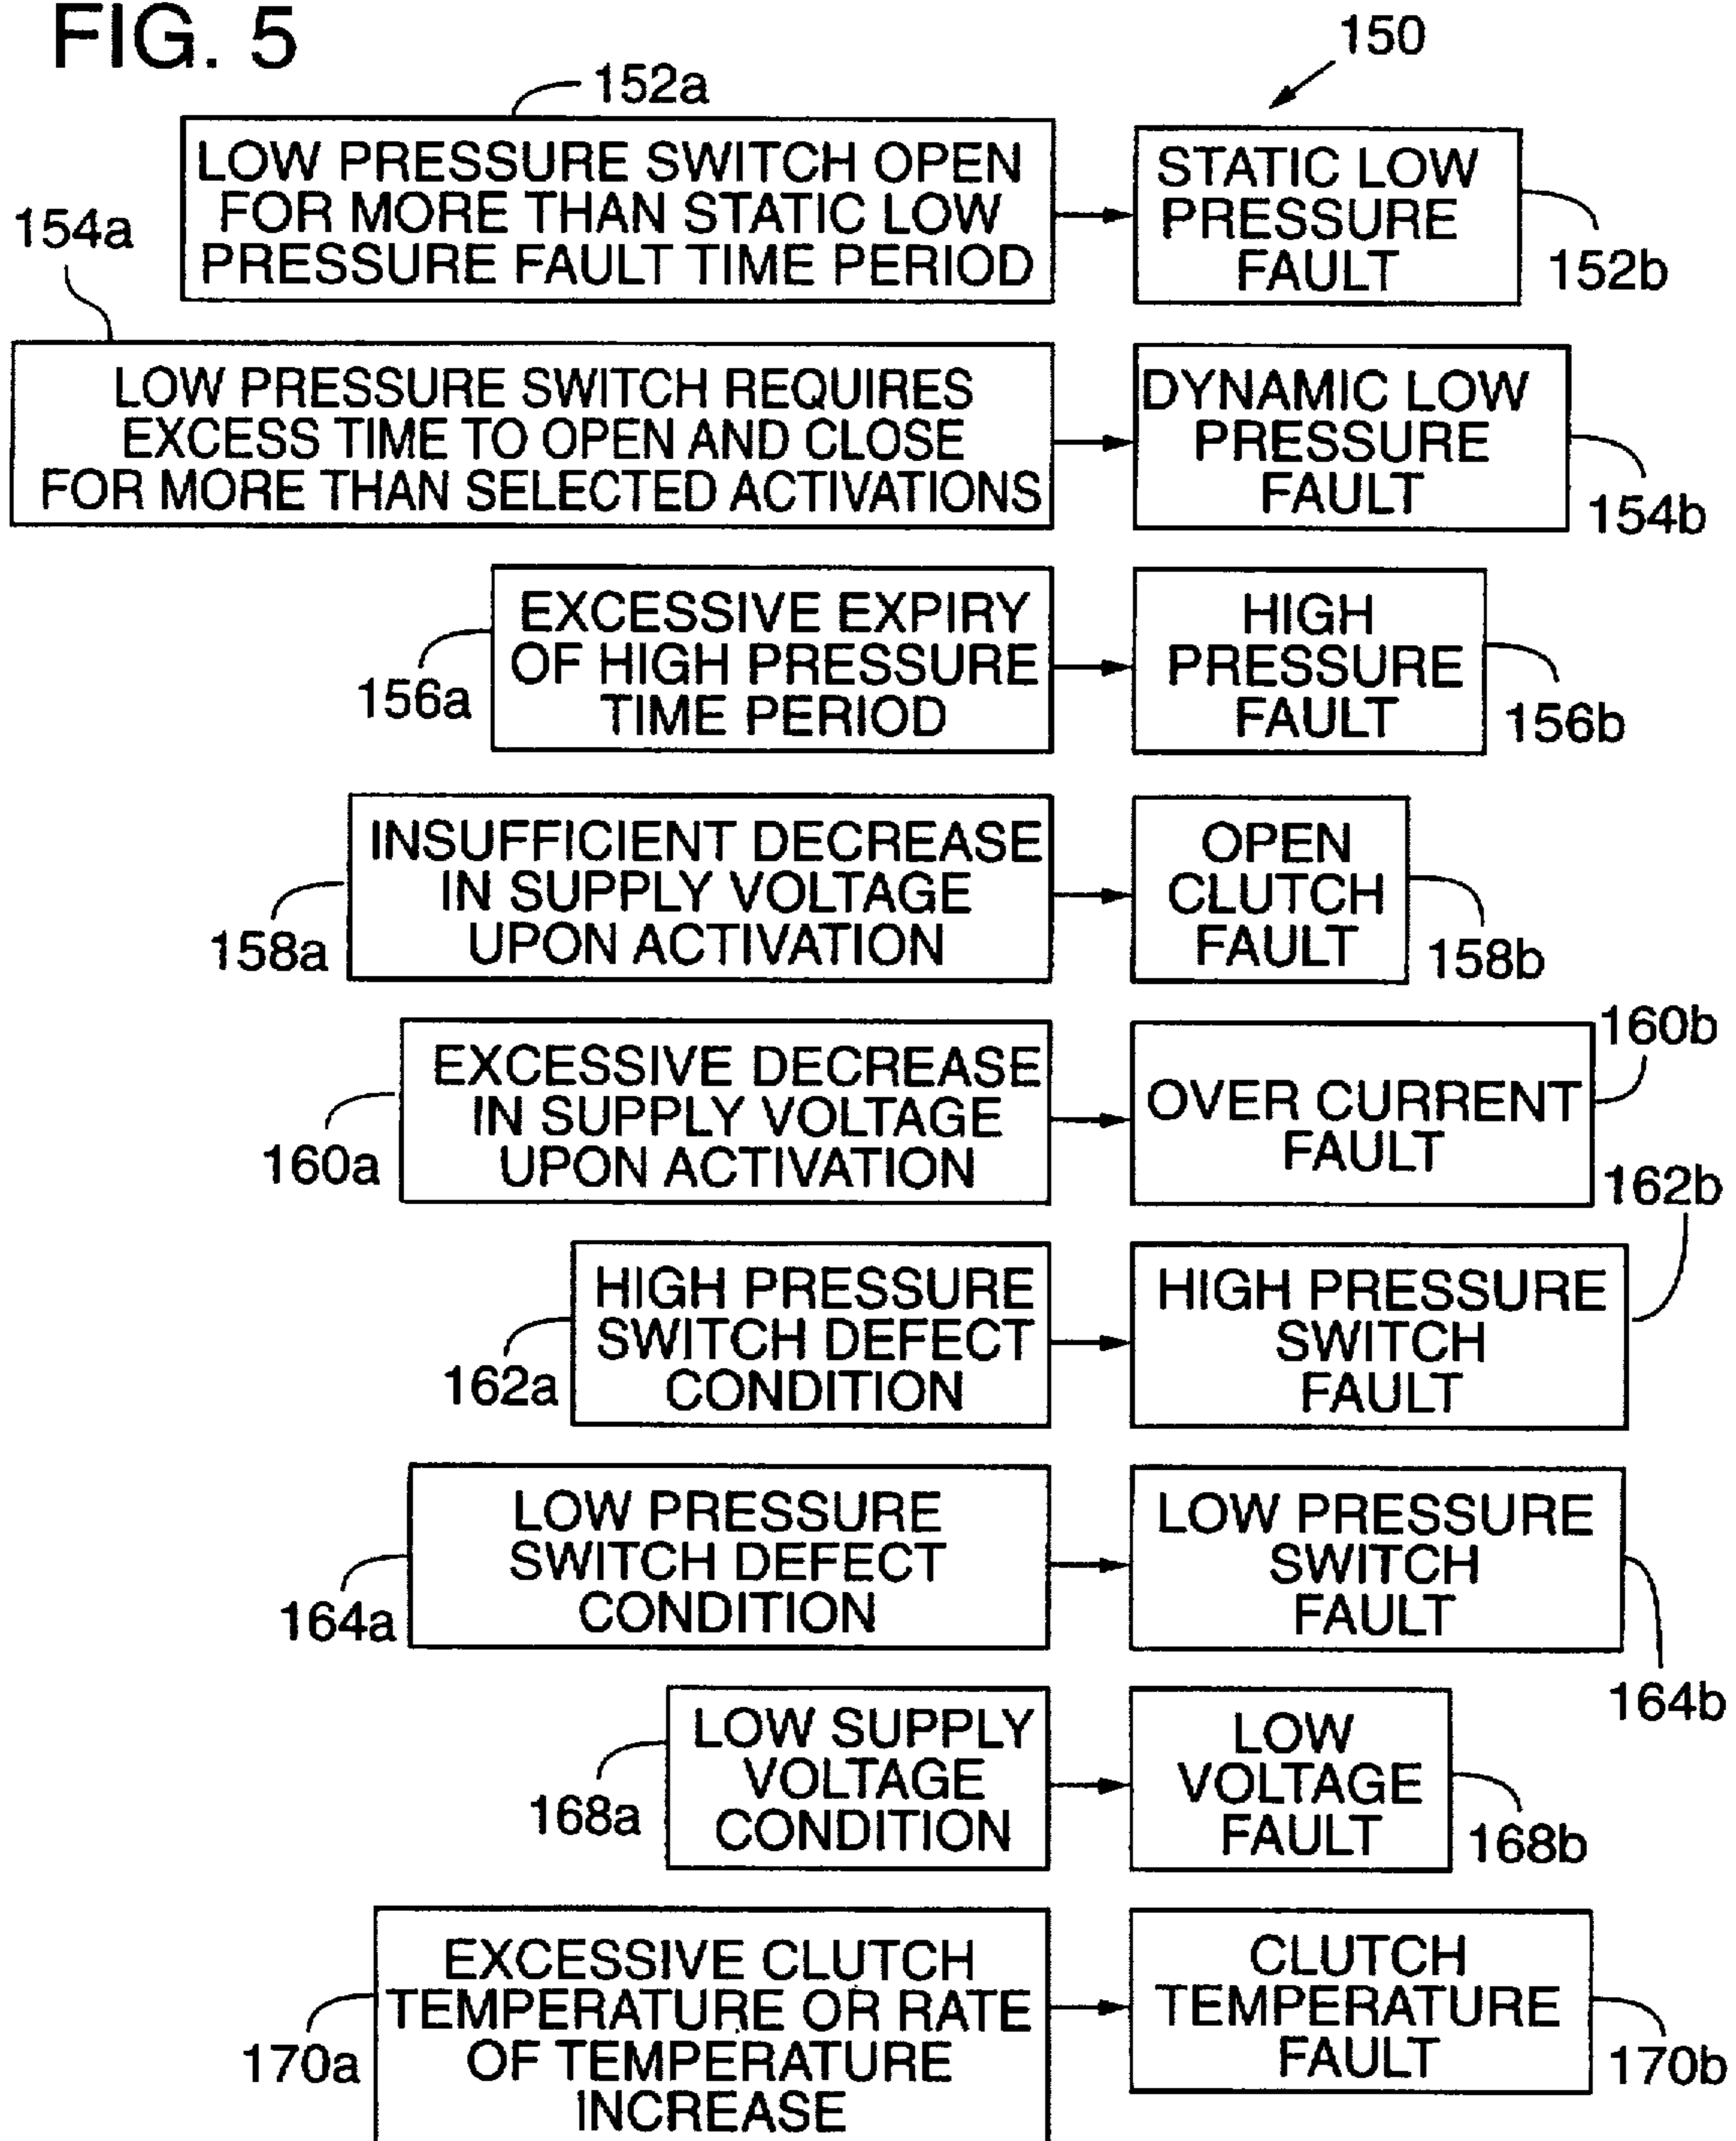 FIG. 5
150
152a
LOW PRESSURE SWITCH OPEN
FOR MORE THAN STATIC LOW
PRESSURE FAULT TIME PERIOD
STATIC LOW
PRESSURE
FAULT
152b
154a
LOW PRESSURE SWITCH REQUIRES
EXCESS TIME TO OPEN AND CLOSE
FOR MORE THAN SELECTED ACTIVATIONS
DYNAMIC LOW
PRESSURE
FAULT
154b
156a
EXCESSIVE EXPIRY
OF HIGH PRESSURE
TIME PERIOD
HIGH
PRESSURE
FAULT
156b
158a
INSUFFICIENT DECREASE
IN SUPPLY VOLTAGE
UPON ACTIVATION
OPEN
CLUTCH
FAULT
158b
160a
EXCESSIVE DECREASE
IN SUPPLY VOLTAGE
UPON ACTIVATION
OVER CURRENT
FAULT
160b
162a
HIGH PRESSURE
SWITCH DEFECT
CONDITION
HIGH PRESSURE
SWITCH
FAULT
162b
164a
LOW PRESSURE
SWITCH DEFECT
CONDITION
LOW PRESSURE
SWITCH
FAULT
164b
168a
LOW SUPPLY
VOLTAGE
CONDITION
LOW
VOLTAGE
FAULT
168b
170a
EXCESSIVE CLUTCH
TEMPERATURE OR RATE
OF TEMPERATURE
INCREASE
CLUTCH
TEMPERATURE
FAULT
170b